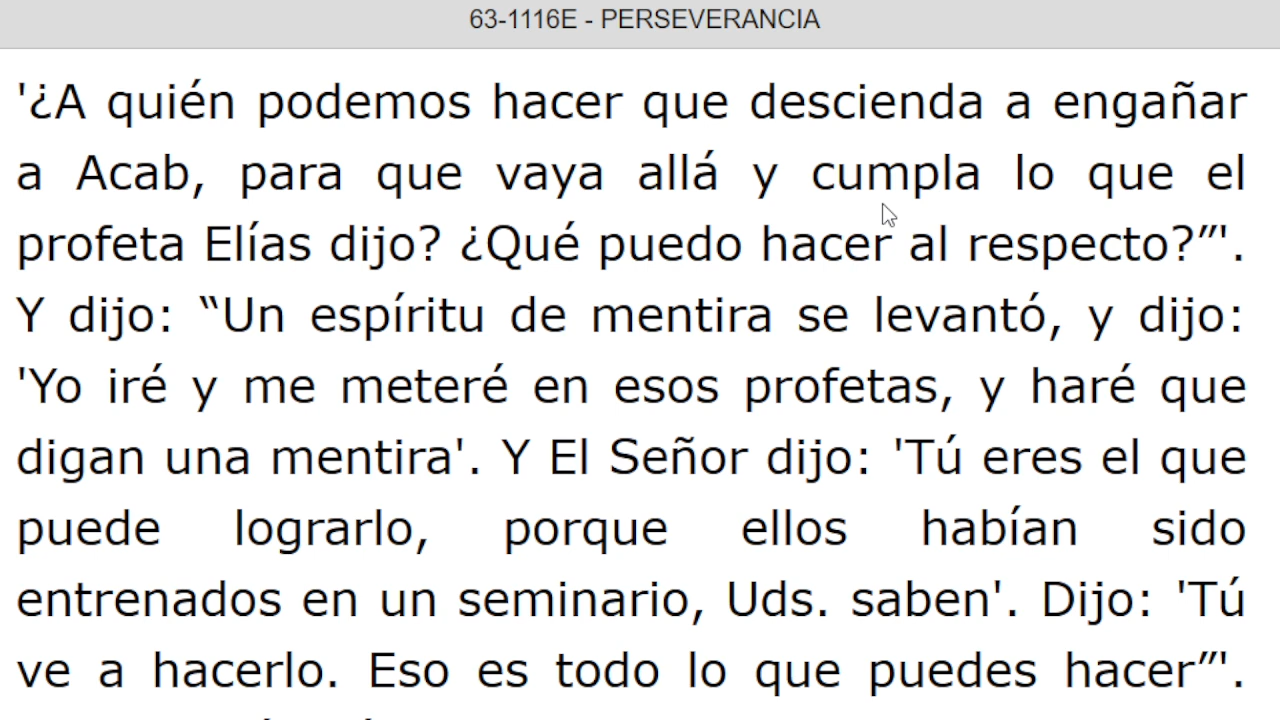 63-1116E - PERSEVERANCIA
'¿A quién podemos hacer que descienda a engañar
a Acab, para que vaya allá y cumpla lo que el
profeta Elías dijo? ¿Qué puedo hacer al respecto?”'.
Y dijo: “Un espíritu de mentira se levantó, y dijo:
'Yo iré y me meteré en esos profetas, y haré que
digan una mentira'. Y El Señor dijo: 'Tú eres el que
puede lograrlo, porque ellos habían sido
entrenados en un seminario, Uds. saben'. Dijo: 'Tú
ve a hacerlo. Eso es todo lo que puedes hacer”'.